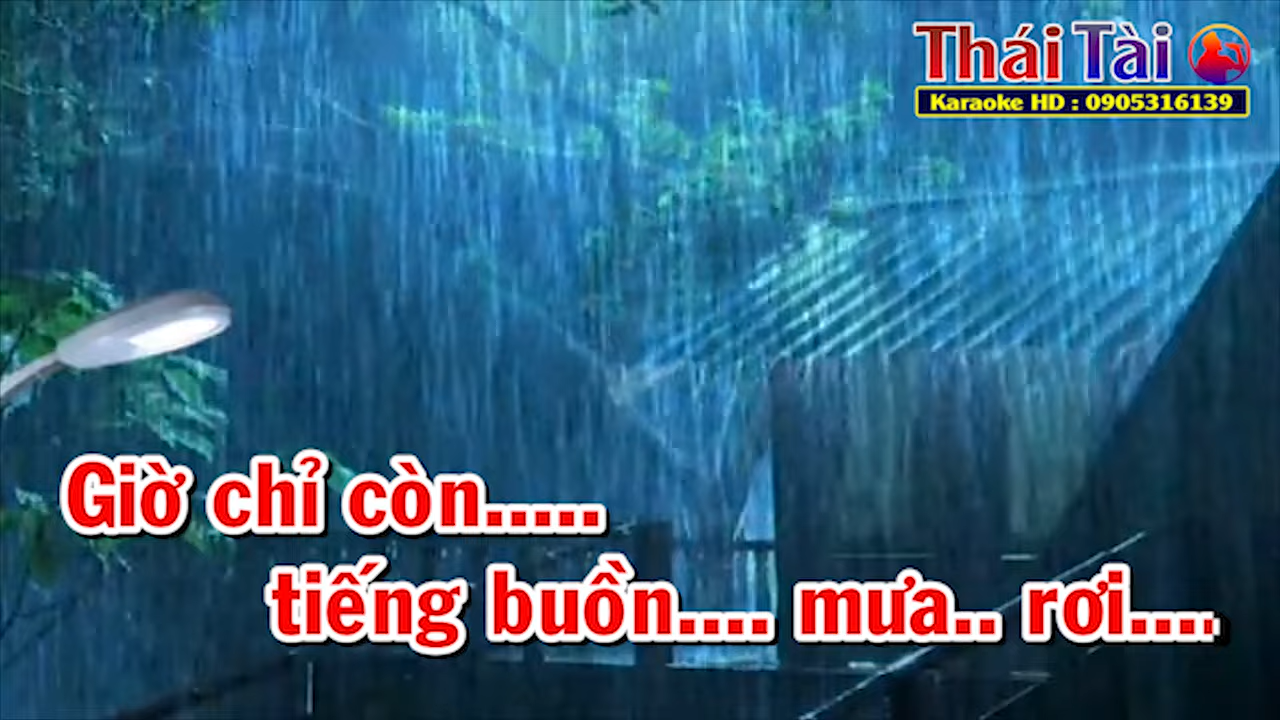 Thái Tài
Karaoke HD : 0905316139
Giờ chỉ còn.....
tiếng buồn.... mưa.. rơi....